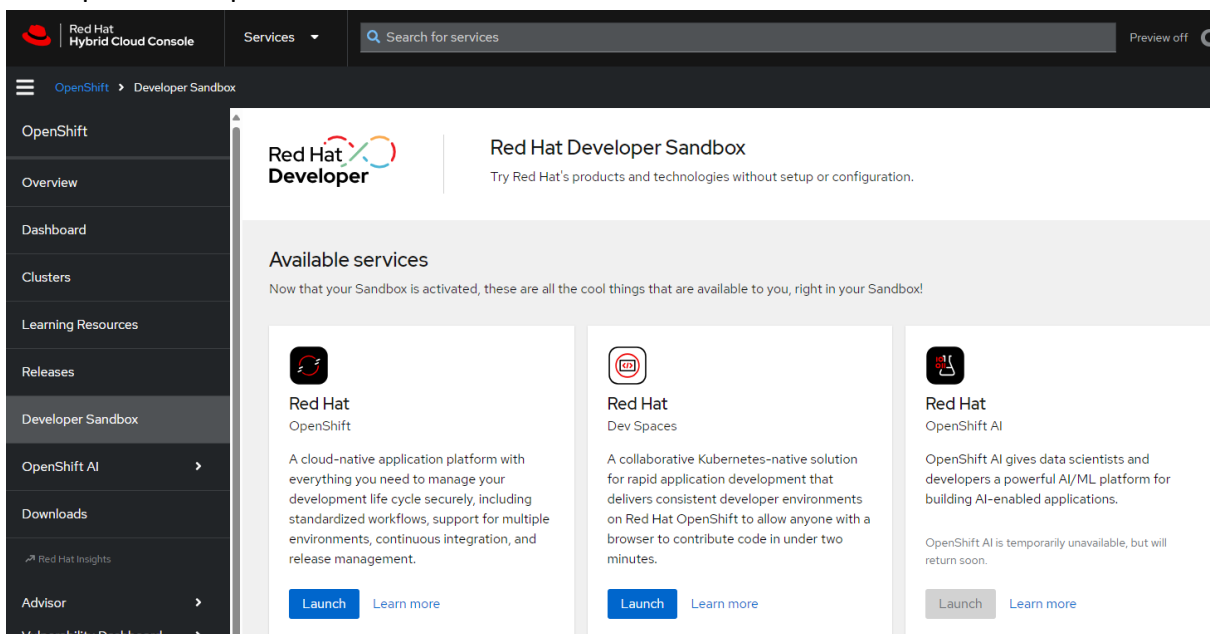 Red Hat
Hybrid Cloud Console
Services
Search for services
Preview off
OpenShift > Developer Sandbox
OpenShift
Overview
Dashboard
Clusters
Learning Resources
Releases
Developer Sandbox
OpenShift AI
Downloads
Red Hat Insights
Advisor
Red Hat
Developer
Red Hat Developer Sandbox
Try Red Hat's products and technologies without setup or configuration.
Available services
Now that your Sandbox is activated, these are all the cool things that are available to you, right in your Sandbox!
Red Hat
OpenShift
A cloud-native application platform with
everything you need to manage your
development life cycle securely, including
standardized workflows, support for multiple
environments, continuous integration, and
release management.
Launch
Learn more
Red Hat
Dev Spaces
A collaborative Kubernetes-native solution
for rapid application development that
delivers consistent developer environments
on Red Hat OpenShift to allow anyone with a
browser to contribute code in under two
minutes.
Launch
Learn more
Red Hat
OpenShift AI
OpenShift AI gives data scientists and
developers a powerful AI/ML platform for
building AI-enabled applications.
OpenShift AI is temporarily unavailable, but will
return soon.
Launch
Learn more